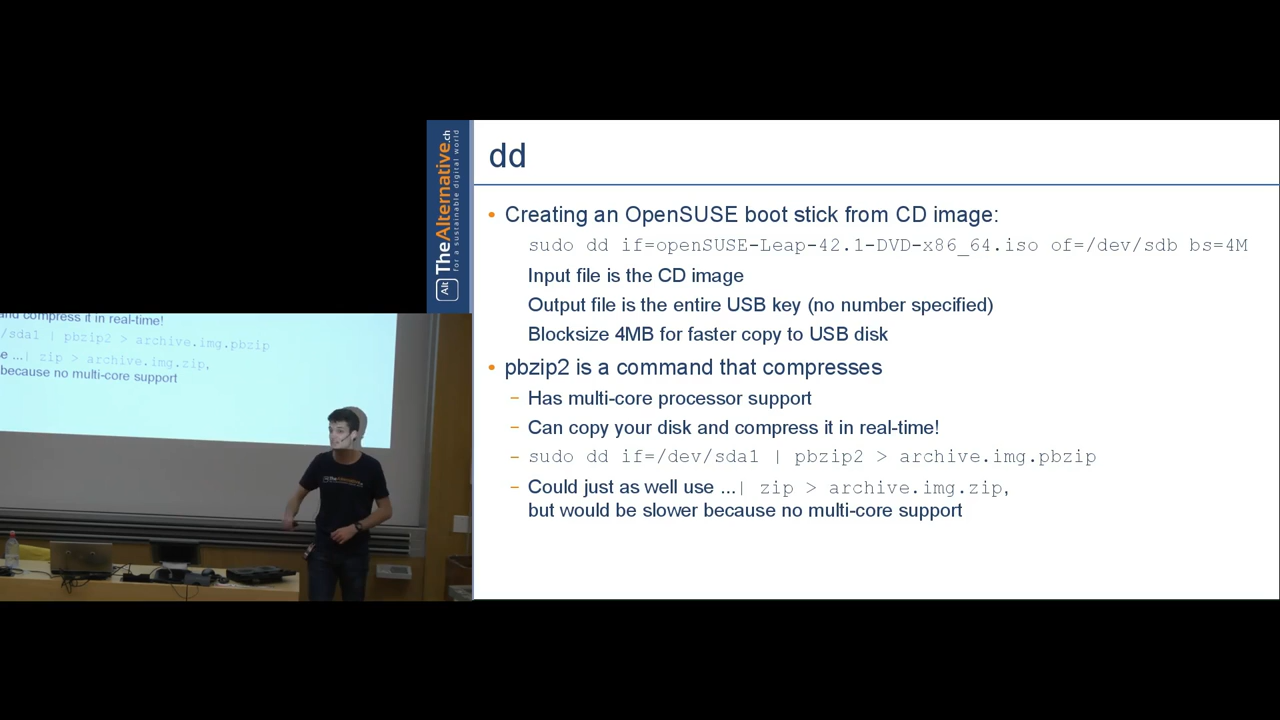 dd
• Creating an OpenSUSE boot stick from CD image:
sudo dd if=openSUSE-Leap-42.1-DVD-x86_64.iso of=/dev/sdb bs=4M
Input file is the CD image
Output file is the entire USB key (no number specified)
Blocksize 4MB for faster copy to USB disk
• pbzip2 is a command that compresses
– Has multi-core processor support
– Can copy your disk and compress it in real-time!
– sudo dd if=/dev/sda1 | pbzip2 > archive.img.pbzip
– Could just as well use ...| zip > archive.img.zip,
but would be slower because no multi-core support
Alt TheAlternative.ch
for a sustainable digital world
and compress it in real-time!
/sda1 | pbzip2 > archive.img.pbzip
e ...| zip > archive.img.zip,
because no multi-core support